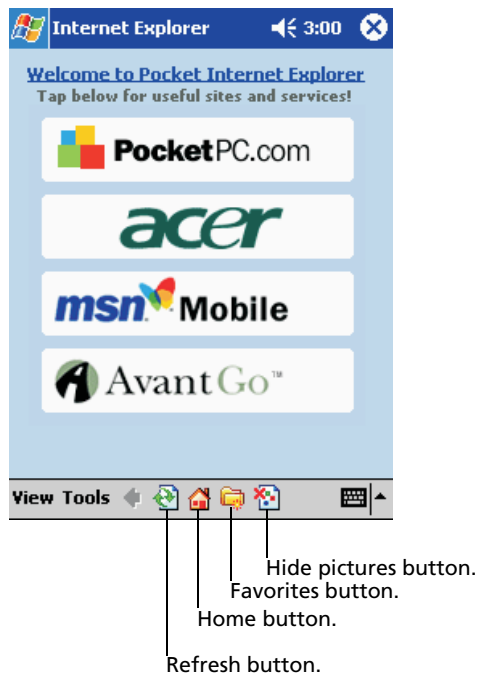 Internet Explorer 3:00
Welcome to Pocket Internet Explorer
Tap below for useful sites and services!
PocketPC.com
acer
msn Mobile
AvantGo™
View Tools
Hide pictures button.
Favorites button.
Home button.
Refresh button.